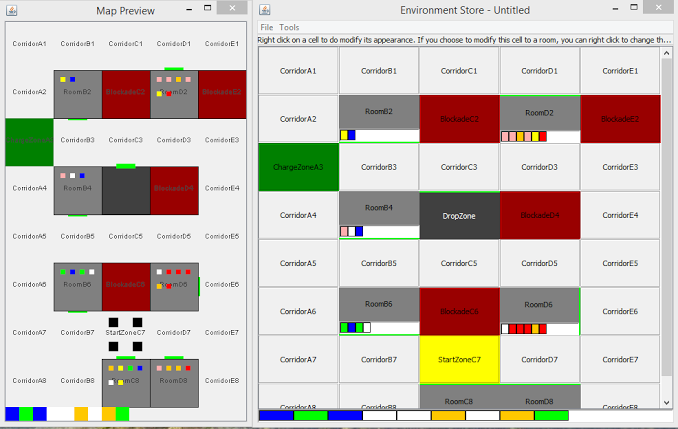 Map Preview
CorridorA1 CorridorB1 CorridorC1 CorridorD1 CorridorE1
CorridorA2 RoomB2 BlockadeC2 RoomD2 BlockadeE2
CorridorB3 CorridorC3 CorridorD3 CorridorE3
CorridorA4 RoomB4 BlockadeD4 CorridorE4
CorridorA5 CorridorB5 CorridorC5 CorridorD5 CorridorE5
CorridorA6 RoomB6 BlockadeC6 RoomD6 CorridorE6
CorridorA7 CorridorB7 StartZoneC7 CorridorD7 CorridorE7
CorridorA8 CorridorB8 RoomC8 RoomD8 CorridorE8
Environment Store - Untitled
File Tools
Right click on a cell to do modify its appearance. If you choose to modify this cell to a room, you can right click to change th...
CorridorA1 CorridorB1 CorridorC1 CorridorD1 CorridorE1
CorridorA2 RoomB2 BlockadeC2 RoomD2 BlockadeE2
ChargeZoneA3 CorridorB3 CorridorC3 CorridorD3 CorridorE3
CorridorA4 RoomB4 DropZone BlockadeD4 CorridorE4
CorridorA5 CorridorB5 CorridorC5 CorridorD5 CorridorE5
CorridorA6 RoomB6 BlockadeC6 RoomD6 CorridorE6
CorridorA7 CorridorB7 StartZoneC7 CorridorD7 CorridorE7
CorridorA8 CorridorB8 RoomC8 RoomD8 CorridorE8